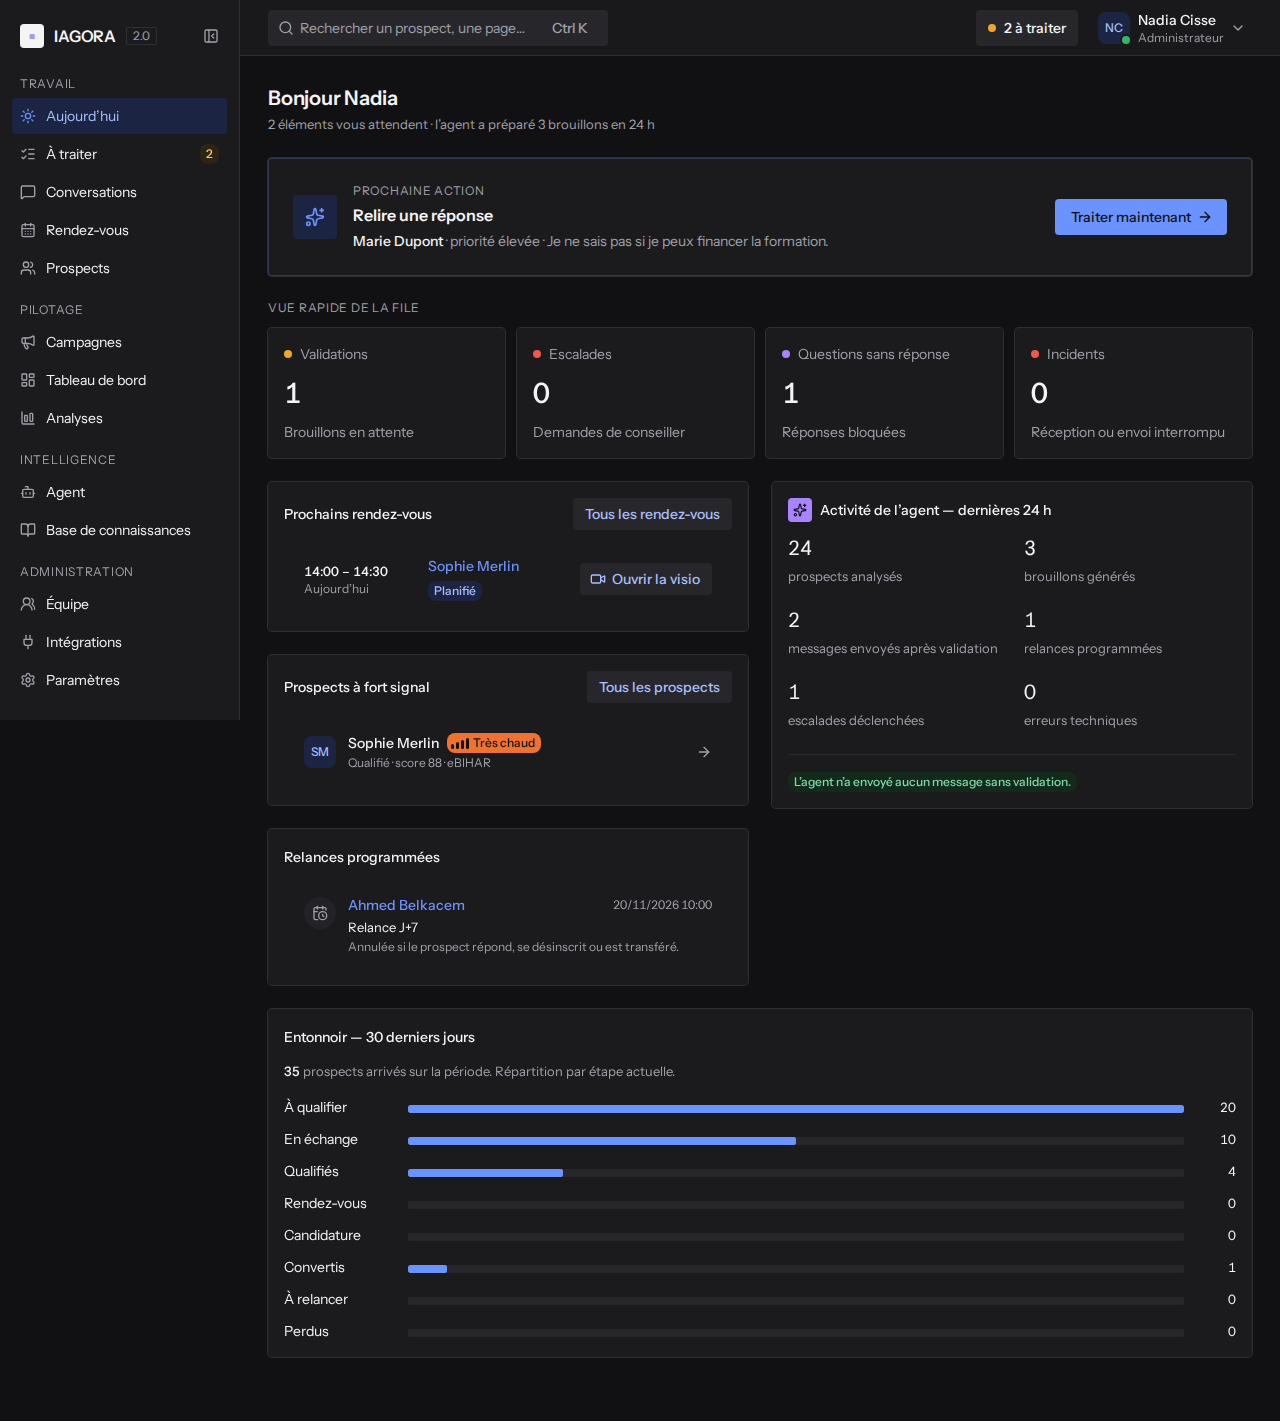 IAGORA 2.0
TRAVAIL
Aujourd'hui
À traiter 2
Conversations
Rendez-vous
Prospects
PILOTAGE
Campagnes
Tableau de bord
Analyses
INTELLIGENCE
Agent
Base de connaissances
ADMINISTRATION
Équipe
Intégrations
Paramètres
Rechercher un prospect, une page... Ctrl K
2 à traiter
NC
Nadia Cisse
Administrateur
Bonjour Nadia
2 éléments vous attendent · l'agent a préparé 3 brouillons en 24 h
PROCHAINE ACTION
Relire une réponse
Marie Dupont · priorité élevée · Je ne sais pas si je peux financer la formation.
Traiter maintenant
VUE RAPIDE DE LA FILE
Validations
1
Brouillons en attente
Escalades
0
Demandes de conseiller
Questions sans réponse
1
Réponses bloquées
Incidents
0
Réception ou envoi interrompu
Prochains rendez-vous
Tous les rendez-vous
14:00 – 14:30
Aujourd'hui
Sophie Merlin
Planifié
Ouvrir la visio
Prospects à fort signal
Tous les prospects
SM
Sophie Merlin Très chaud
Qualifié · score 88 · eBIHAR
Relances programmées
Ahmed Belkacem 20/11/2026 10:00
Relance J+7
Annulée si le prospect répond, se désinscrit ou est transféré.
Activité de l'agent — dernières 24 h
24
prospects analysés
3
brouillons générés
2
messages envoyés après validation
1
relances programmées
1
escalades déclenchées
0
erreurs techniques
L'agent n'a envoyé aucun message sans validation.
Entonnoir — 30 derniers jours
35 prospects arrivés sur la période. Répartition par étape actuelle.
À qualifier 20
En échange 10
Qualifiés 4
Rendez-vous 0
Candidature 0
Convertis 1
À relancer 0
Perdus 0